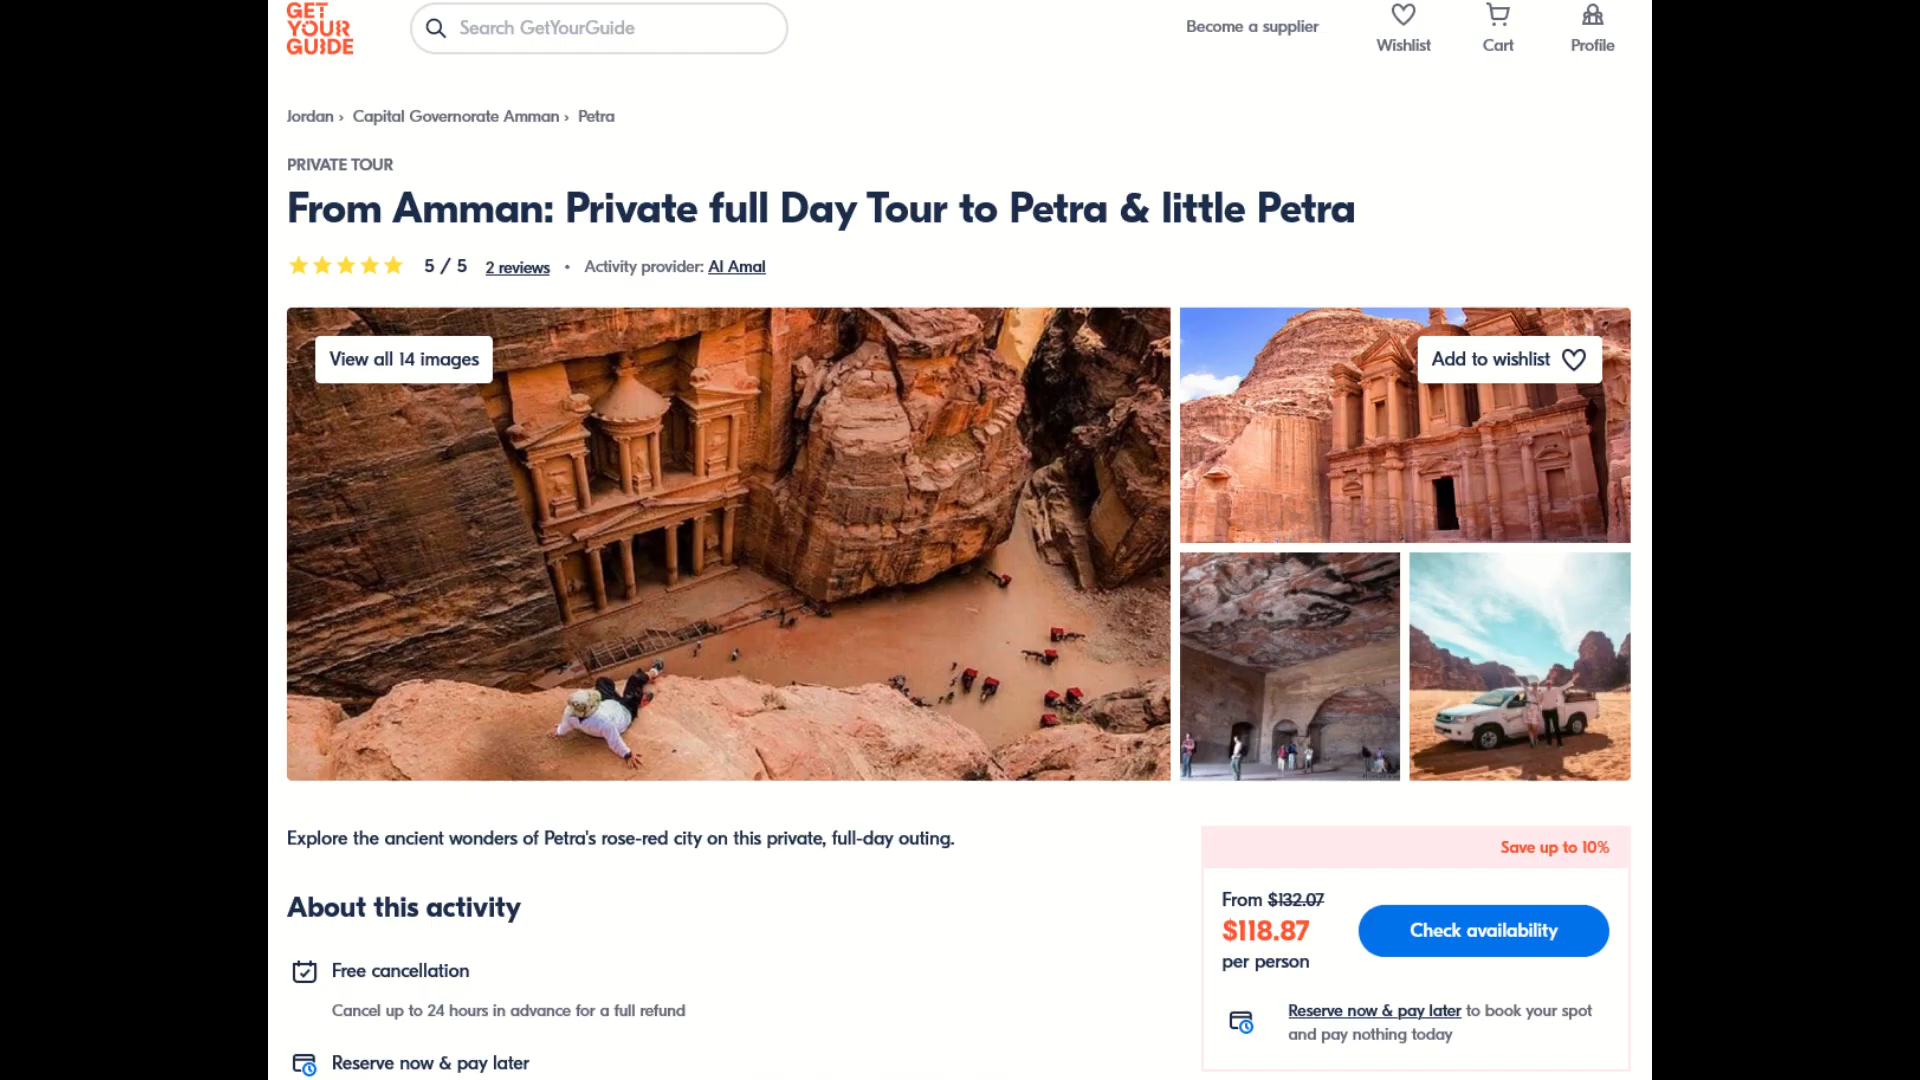 GET
YOUR
GUIDE
Search GetYourGuide
Become a supplier
Wishlist
Cart
Profile
Jordan › Capital Governorate Amman › Petra
PRIVATE TOUR
From Amman: Private full Day Tour to Petra & little Petra
5 / 5 2 reviews • Activity provider: Al Amal
View all 14 images
Add to wishlist
Explore the ancient wonders of Petra's rose-red city on this private, full-day outing.
About this activity
Free cancellation
Cancel up to 24 hours in advance for a full refund
Reserve now & pay later
Save up to 10%
From $132.07
$118.87
per person
Check availability
Reserve now & pay later to book your spot
and pay nothing today